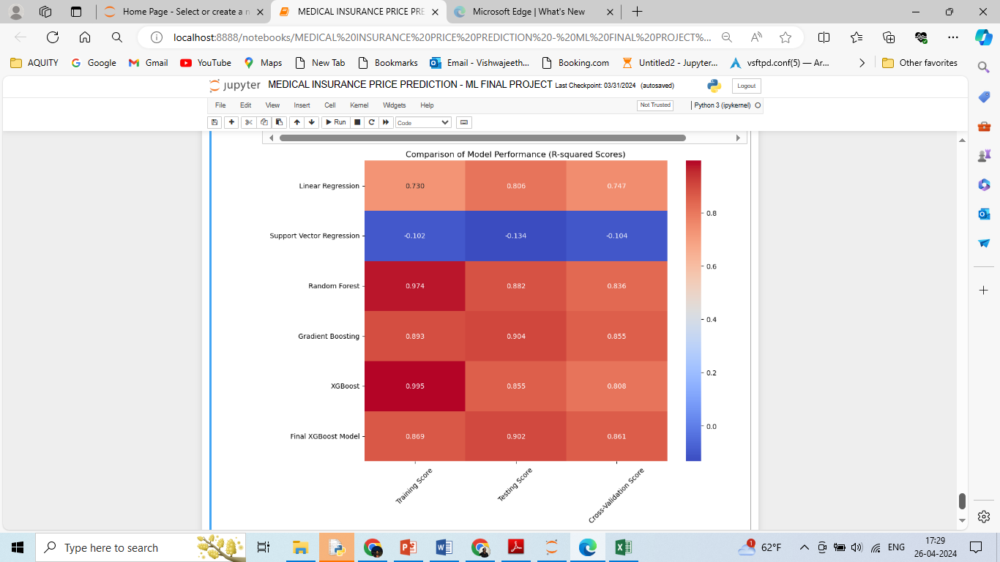 Home Page - Select or create a n
MEDICAL INSURANCE PRICE PRE
Microsoft Edge | What's New
localhost:8888/notebooks/MEDICAL%20INSURANCE%20PRICE%20PREDICTION%20-%20ML%20FINAL%20PROJECT%...
AQUITY Google Gmail YouTube Maps New Tab Bookmarks Email - Vishwajeeth... Booking.com Untitled2 - Jupyter... vsftpd.conf(5) — Ar... Other favorites
jupyter MEDICAL INSURANCE PRICE PREDICTION - ML FINAL PROJECT Last Checkpoint: 03/31/2024 (autosaved) Logout
File Edit View Insert Cell Kernel Widgets Help Not Trusted Python 3 (ipykernel)
Run Code
Comparison of Model Performance (R-squared Scores)
Linear Regression 0.730 0.806 0.747
Support Vector Regression -0.102 -0.134 -0.104
Random Forest 0.974 0.882 0.836
Gradient Boosting 0.893 0.904 0.855
XGBoost 0.995 0.855 0.808
Final XGBoost Model 0.869 0.902 0.861
Training Score
Testing Score
Cross-Validation Score
0.8
0.6
0.4
0.2
0.0
Type here to search
1
62°F
ENG
17:29
26-04-2024